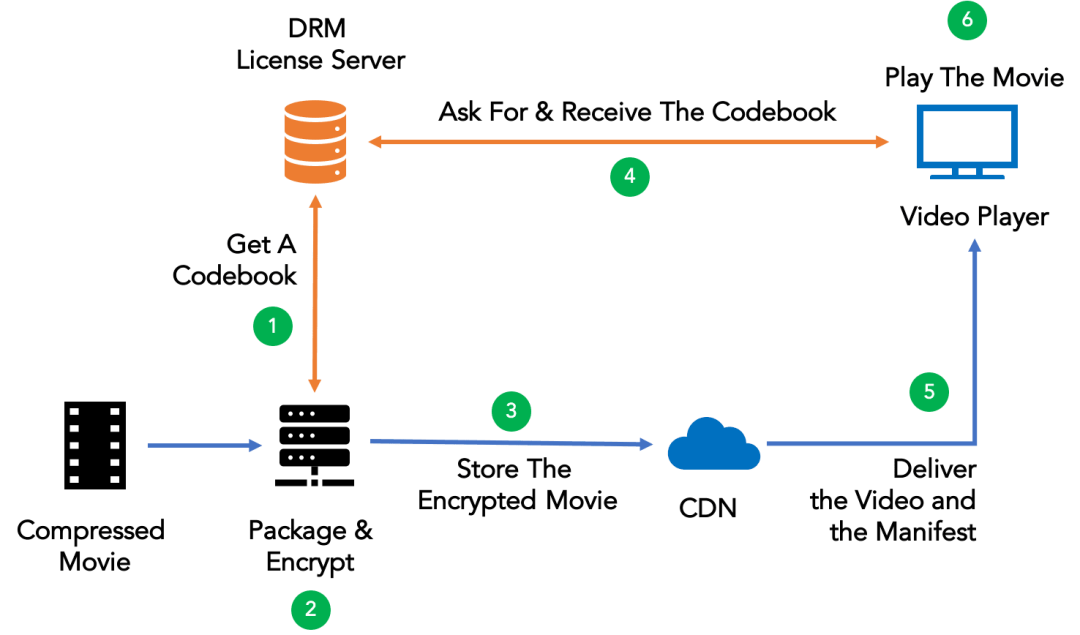 DRM
License Server
6
Play The Movie
Ask For & Receive The Codebook
4
Video Player
Get A
Codebook
1
5
3
Store The
Encrypted Movie
CDN
Deliver
the Video and
the Manifest
Compressed
Movie
Package &
Encrypt
2